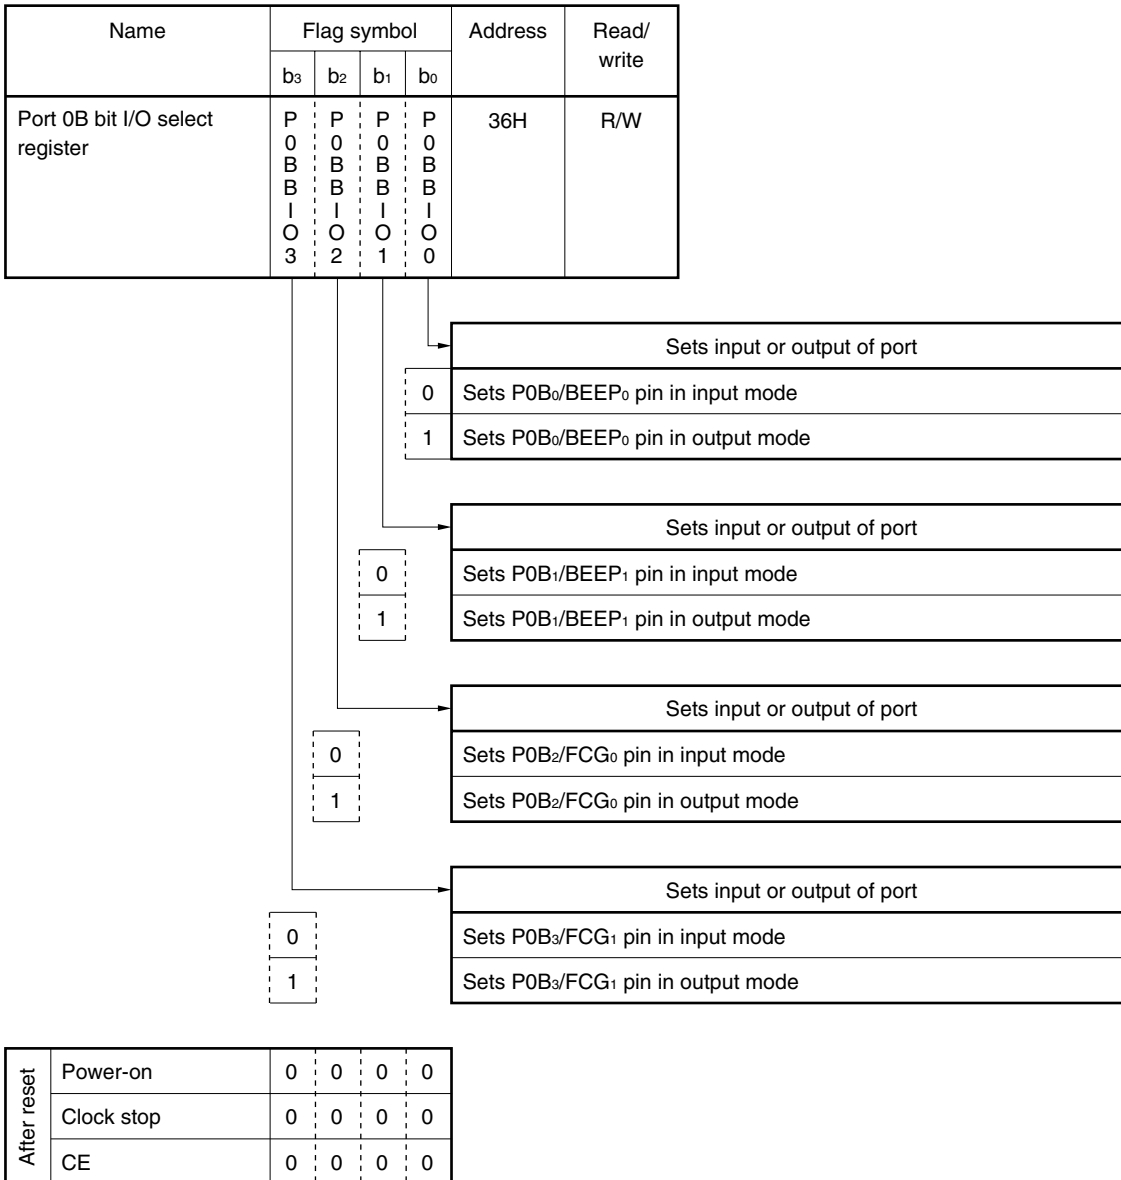 Name Flag symbol Address Read/
write
b3 b2 b1 b0
Port 0B bit I/O select
register
P0BBIO3 P0BBIO2 P0BBIO1 P0BBIO0 36H R/W
Sets input or output of port
0 Sets P0B0/BEEP0 pin in input mode
1 Sets P0B0/BEEP0 pin in output mode
Sets input or output of port
0 Sets P0B1/BEEP1 pin in input mode
1 Sets P0B1/BEEP1 pin in output mode
Sets input or output of port
0 Sets P0B2/FCG0 pin in input mode
1 Sets P0B2/FCG0 pin in output mode
Sets input or output of port
0 Sets P0B3/FCG1 pin in input mode
1 Sets P0B3/FCG1 pin in output mode
After reset
Power-on 0 0 0 0
Clock stop 0 0 0 0
CE 0 0 0 0